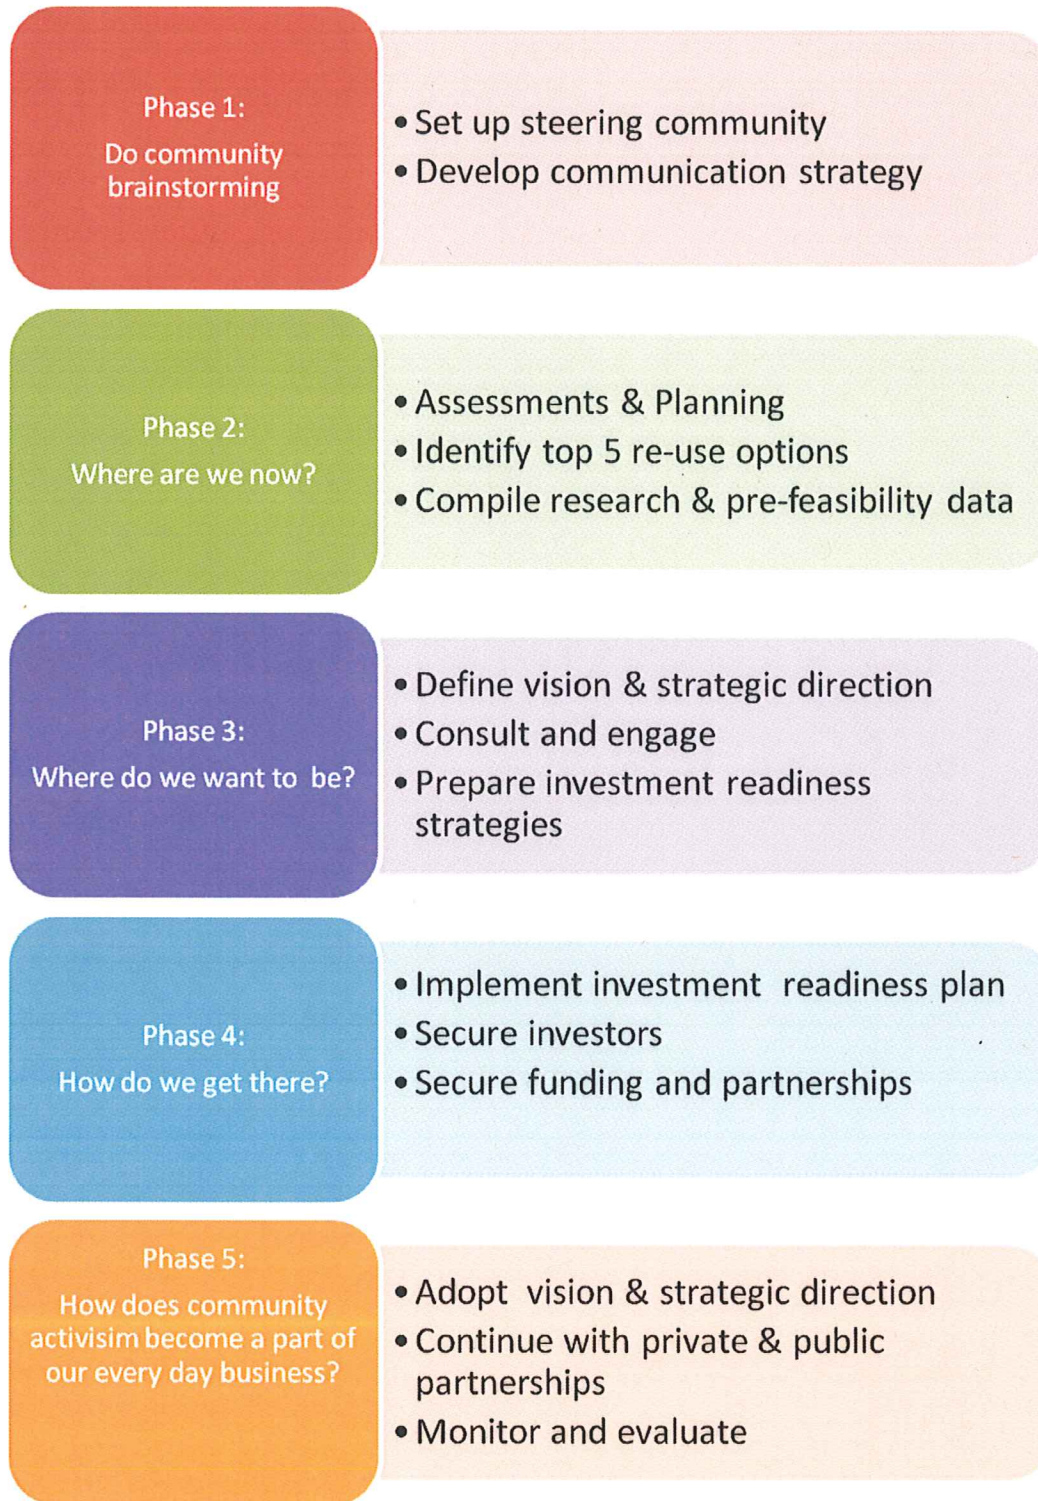 Phase 1:
Do community
brainstorming
• Set up steering community
• Develop communication strategy
Phase 2:
Where are we now?
• Assessments & Planning
• Identify top 5 re-use options
• Compile research & pre-feasibility data
Phase 3:
Where do we want to be?
• Define vision & strategic direction
• Consult and engage
• Prepare investment readiness
strategies
Phase 4:
How do we get there?
• Implement investment readiness plan
• Secure investors
• Secure funding and partnerships
Phase 5:
How does community
activisim become a part of
our every day business?
• Adopt vision & strategic direction
• Continue with private & public
partnerships
• Monitor and evaluate